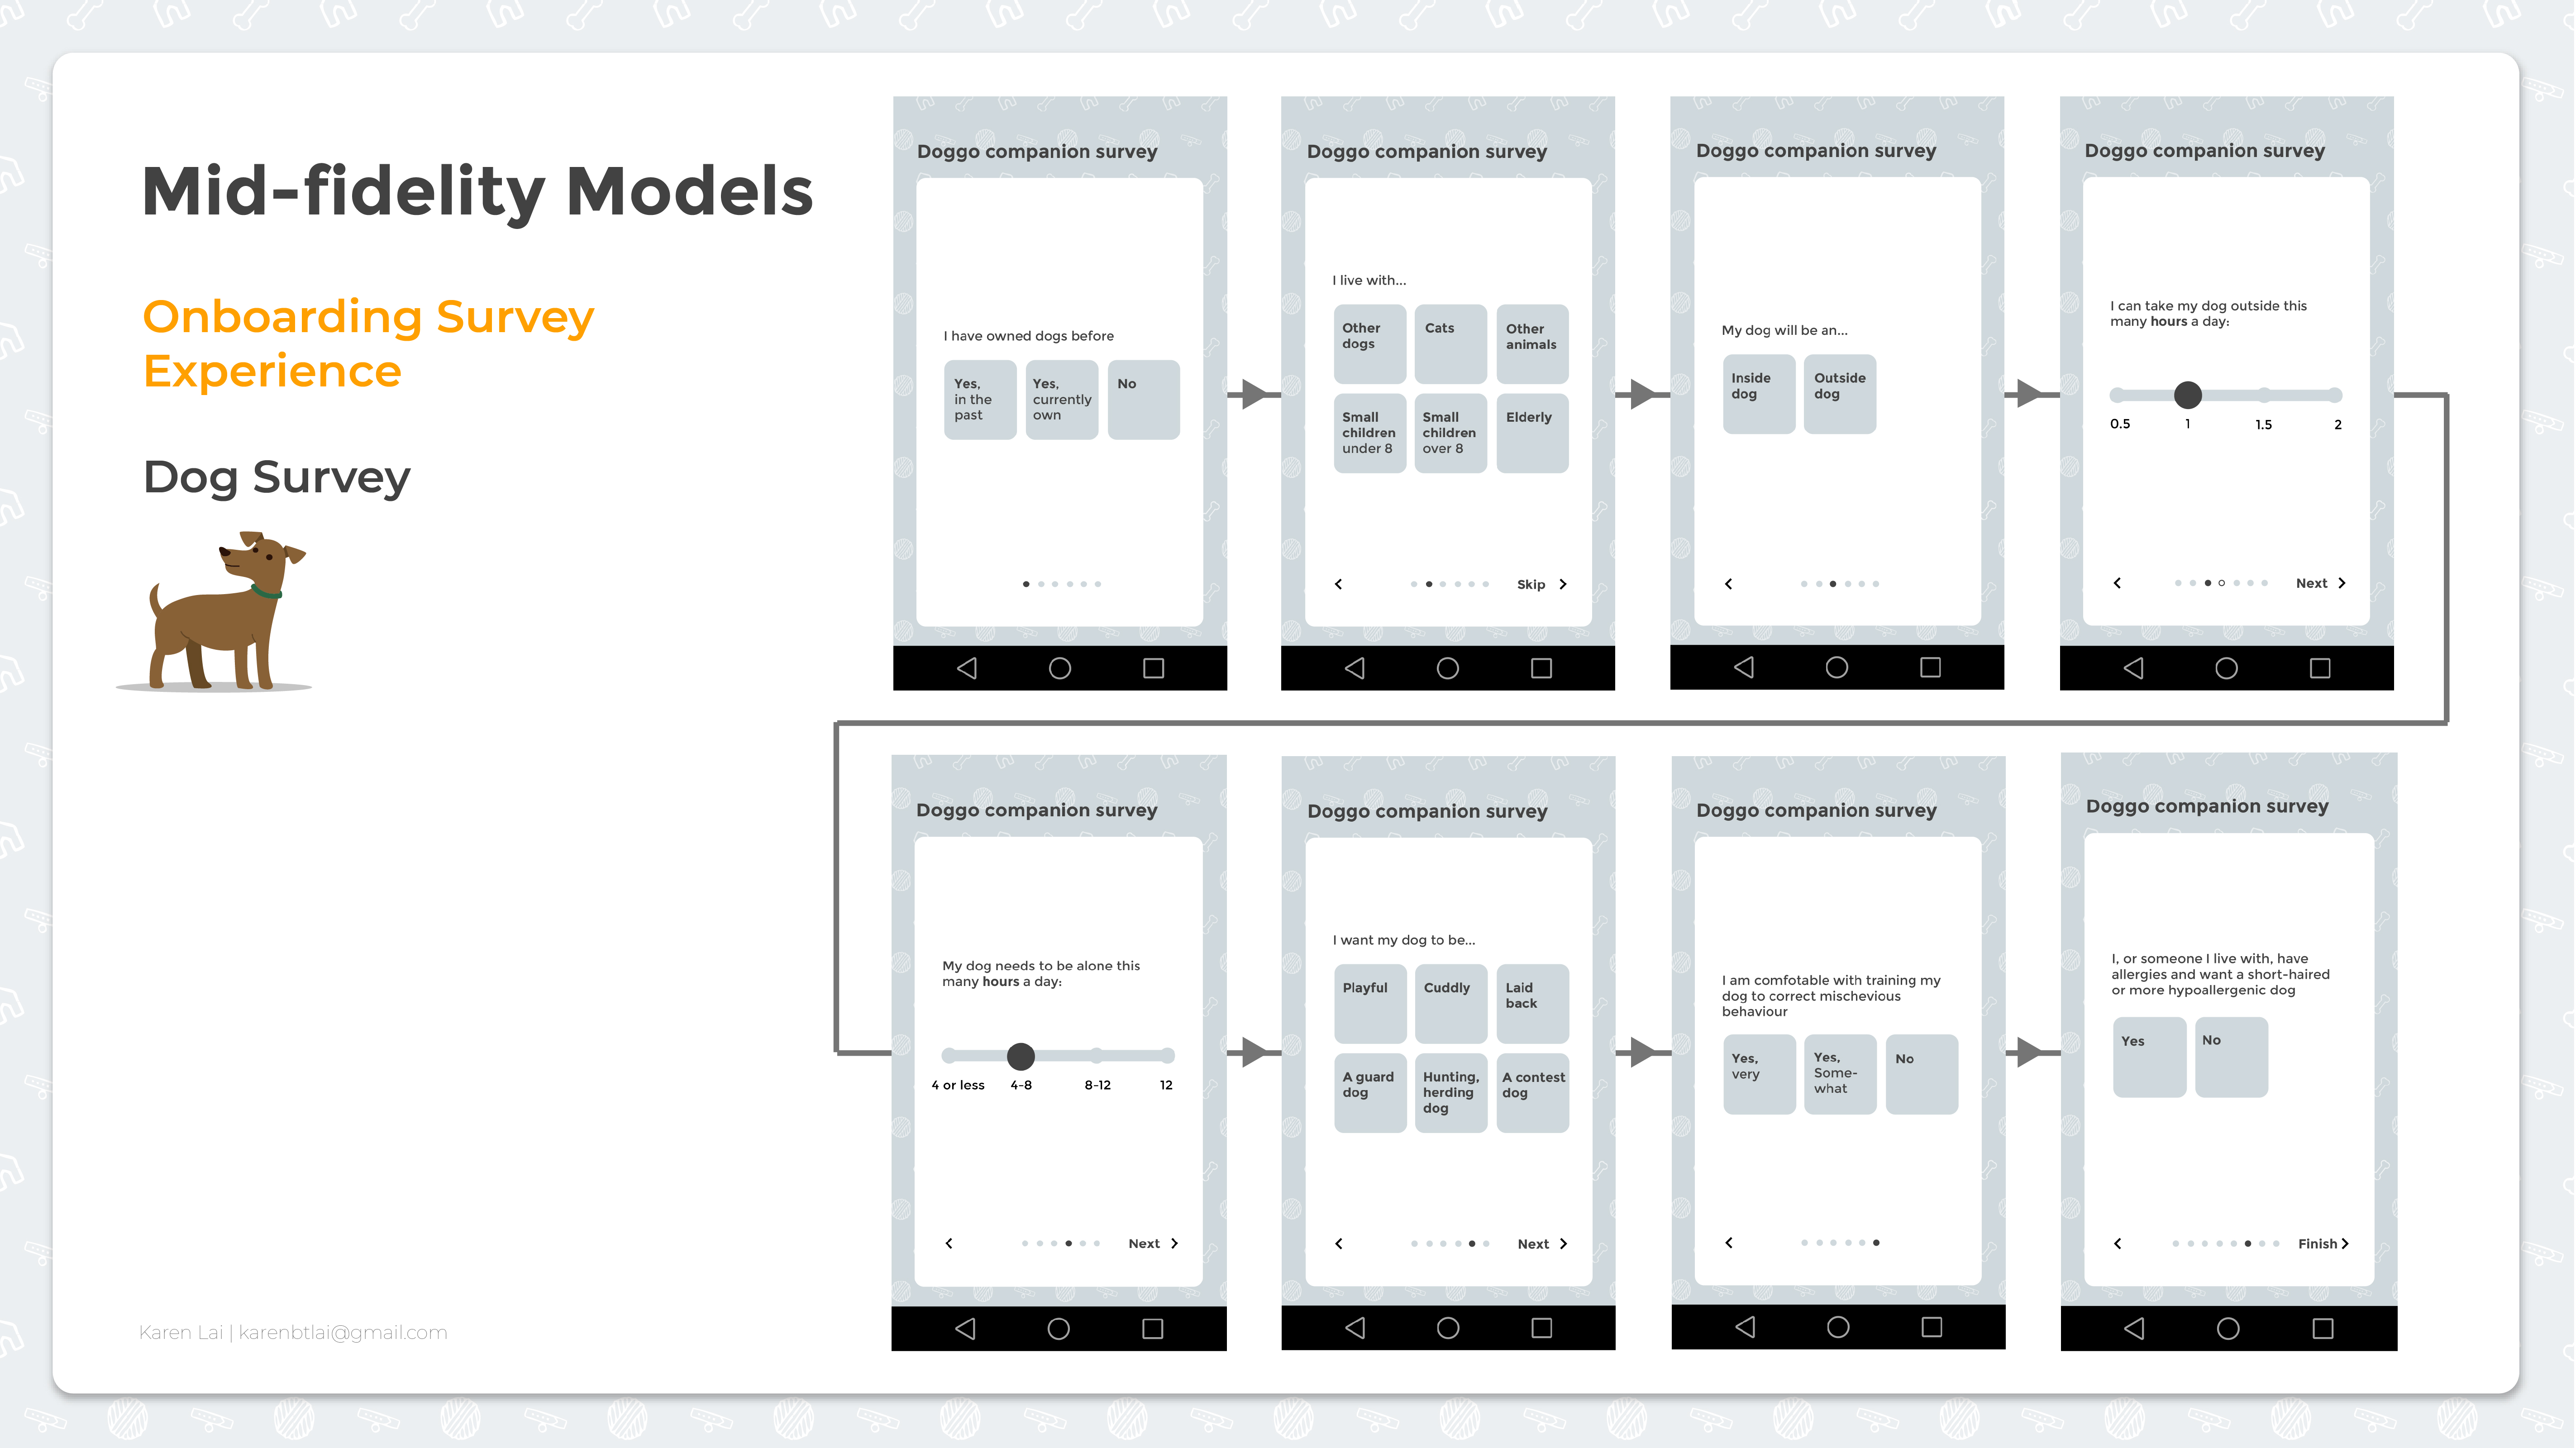 Mid-fidelity Models
Onboarding Survey
Experience
Dog Survey
Doggo companion survey
I have owned dogs before
Yes,
in the
past
Yes,
currently
own
No
Doggo companion survey
I live with...
Other
dogs
Cats
Other
animals
Small
children
under 8
Small
children
over 8
Elderly
Skip
Doggo companion survey
My dog will be an...
Inside
dog
Outside
dog
Doggo companion survey
I can take my dog outside this
many hours a day:
0.5 1 1.5 2
Next
Doggo companion survey
My dog needs to be alone this
many hours a day:
4 or less 4-8 8-12 12
Next
Doggo companion survey
I want my dog to be...
Playful
Cuddly
Laid
back
A guard
dog
Hunting,
herding
dog
A contest
dog
Next
Doggo companion survey
I am comfotable with training my
dog to correct mischevious
behaviour
Yes,
very
Yes,
Some-
what
No
Doggo companion survey
I, or someone I live with, have
allergies and want a short-haired
or more hypoallergenic dog
Yes
No
Finish
Karen Lai | karenbtlai@gmail.com